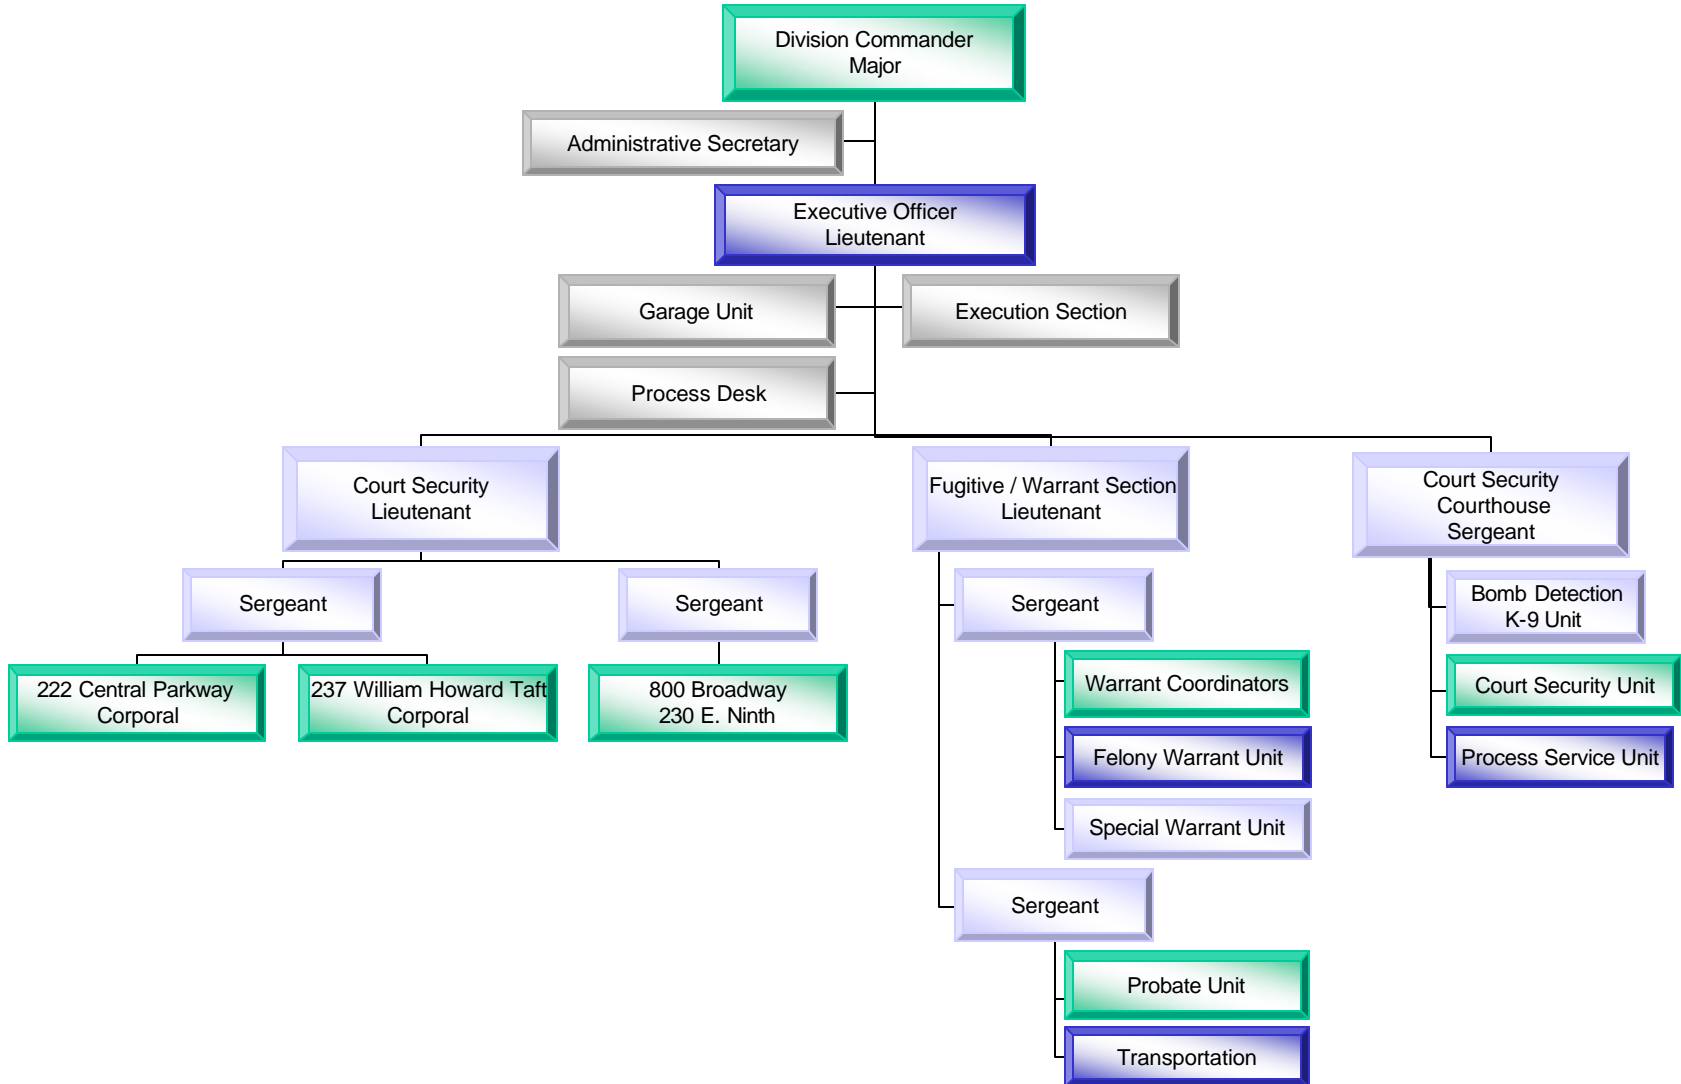 Division Commander
Major
Administrative Secretary
Executive Officer
Lieutenant
Garage Unit
Execution Section
Process Desk
Court Security
Lieutenant
Fugitive / Warrant Section
Lieutenant
Court Security
Courthouse
Sergeant
Sergeant
Sergeant
222 Central Parkway
Corporal
237 William Howard Taft
Corporal
800 Broadway
230 E. Ninth
Sergeant
Warrant Coordinators
Felony Warrant Unit
Special Warrant Unit
Sergeant
Probate Unit
Transportation
Bomb Detection
K-9 Unit
Court Security Unit
Process Service Unit